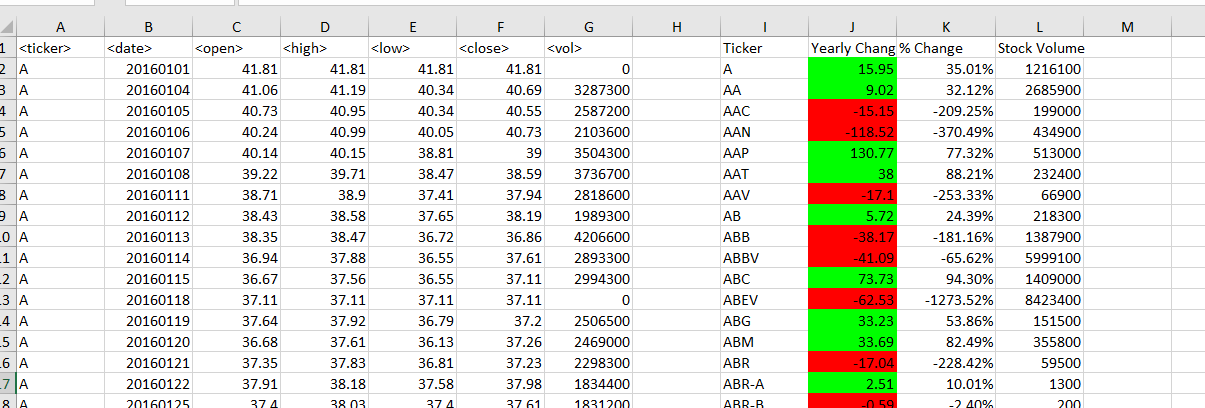 A B C D E F G H I J K L M
1 <ticker> <date> <open> <high> <low> <close> <vol> Ticker Yearly Chang % Change Stock Volume
2 A 20160101 41.81 41.81 41.81 41.81 0 A 15.95 35.01% 1216100
3 A 20160104 41.06 41.19 40.34 40.69 3287300 AA 9.02 32.12% 2685900
4 A 20160105 40.73 40.95 40.34 40.55 2587200 AAC -15.15 -209.25% 199000
5 A 20160106 40.24 40.99 40.05 40.73 2103600 AAN -118.52 -370.49% 434900
6 A 20160107 40.14 40.15 38.81 39 3504300 AAP 130.77 77.32% 513000
7 A 20160108 39.22 39.71 38.47 38.59 3736700 AAT 38 88.21% 232400
8 A 20160111 38.71 38.9 37.41 37.94 2818600 AAV -17.1 -253.33% 66900
9 A 20160112 38.43 38.58 37.65 38.19 1989300 AB 5.72 24.39% 218300
.0 A 20160113 38.35 38.47 36.72 36.86 4206600 ABB -38.17 -181.16% 1387900
.1 A 20160114 36.94 37.88 36.55 37.61 2893300 ABBV -41.09 -65.62% 5999100
.2 A 20160115 36.67 37.56 36.55 37.11 2994300 ABC 73.73 94.30% 1409000
.3 A 20160118 37.11 37.11 37.11 37.11 0 ABEV -62.53 -1273.52% 8423400
.4 A 20160119 37.64 37.92 36.79 37.2 2506500 ABG 33.23 53.86% 151500
.5 A 20160120 36.68 37.61 36.13 37.26 2469000 ABM 33.69 82.49% 355800
.6 A 20160121 37.35 37.83 36.81 37.23 2298300 ABR -17.04 -228.42% 59500
.7 A 20160122 37.91 38.18 37.58 37.98 1834400 ABR-A 2.51 10.01% 1300
.8 A 20160125 37.4 38.03 37.4 37.61 1831200 ABR-B -0.59 -2.40% 200